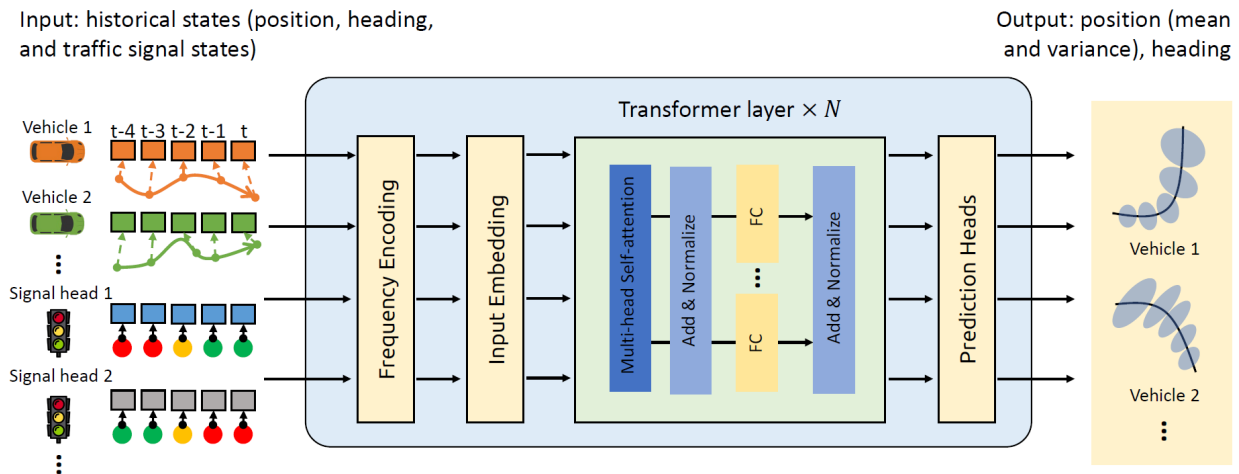 Input: historical states (position, heading,
and traffic signal states)
Output: position (mean
and variance), heading
Vehicle 1
t-4 t-3 t-2 t-1 t
Vehicle 2
Signal head 1
Signal head 2
Frequency Encoding
Input Embedding
Transformer layer × N
Multi-head Self-attention
Add & Normalize
FC
FC
Add & Normalize
Prediction Heads
Vehicle 1
Vehicle 2